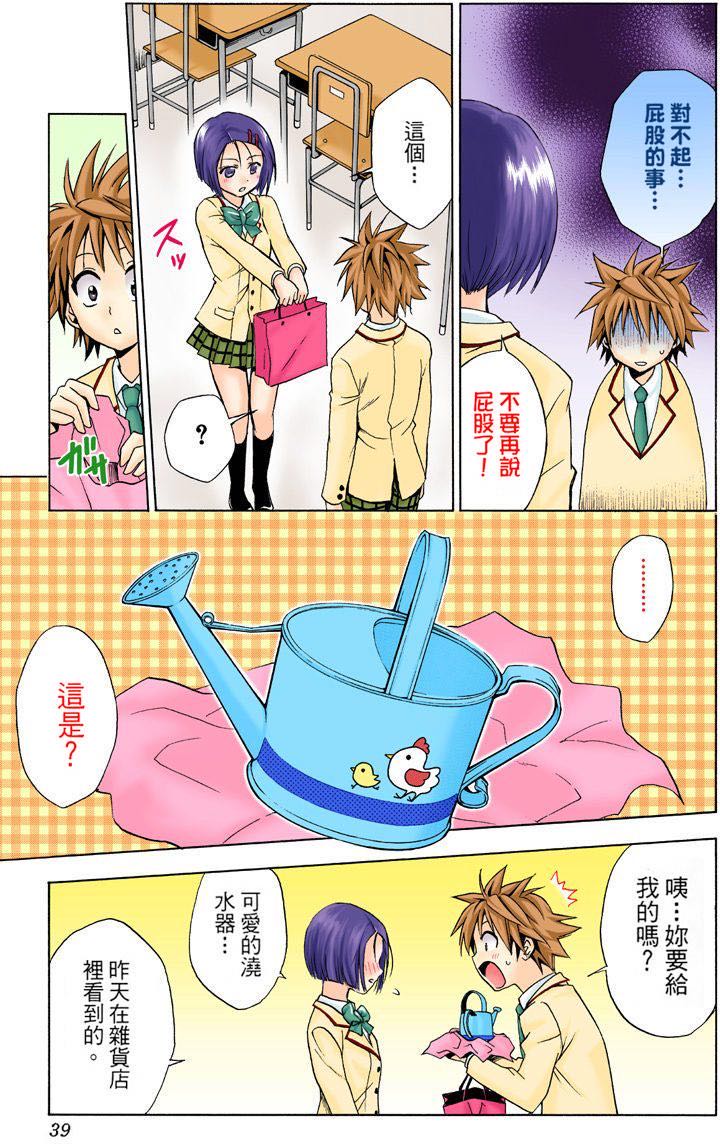 對不起…
屁股的事…
不要再說
屁股了！
這個…
スッ
？
ガサ
………
這是？
咦…妳要給
我的嗎？
可愛的澆
水器…
昨天在雜貨店
裡看到的。
39